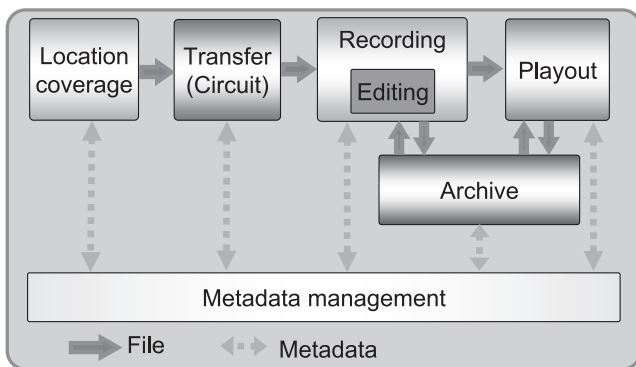 Location
coverage
Transfer
(Circuit)
Recording
Editing
Playout
Archive
Metadata management
File
Metadata